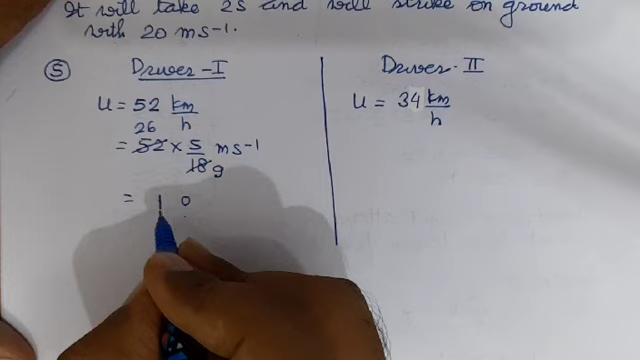 It will take 2s and will strike on ground
with 20 ms⁻¹.
⑤ Driver-I
u = 52 km/h
26
= 52 × 5/18 ms⁻¹
9
= 1 0
Driver-II
u = 34 km/h